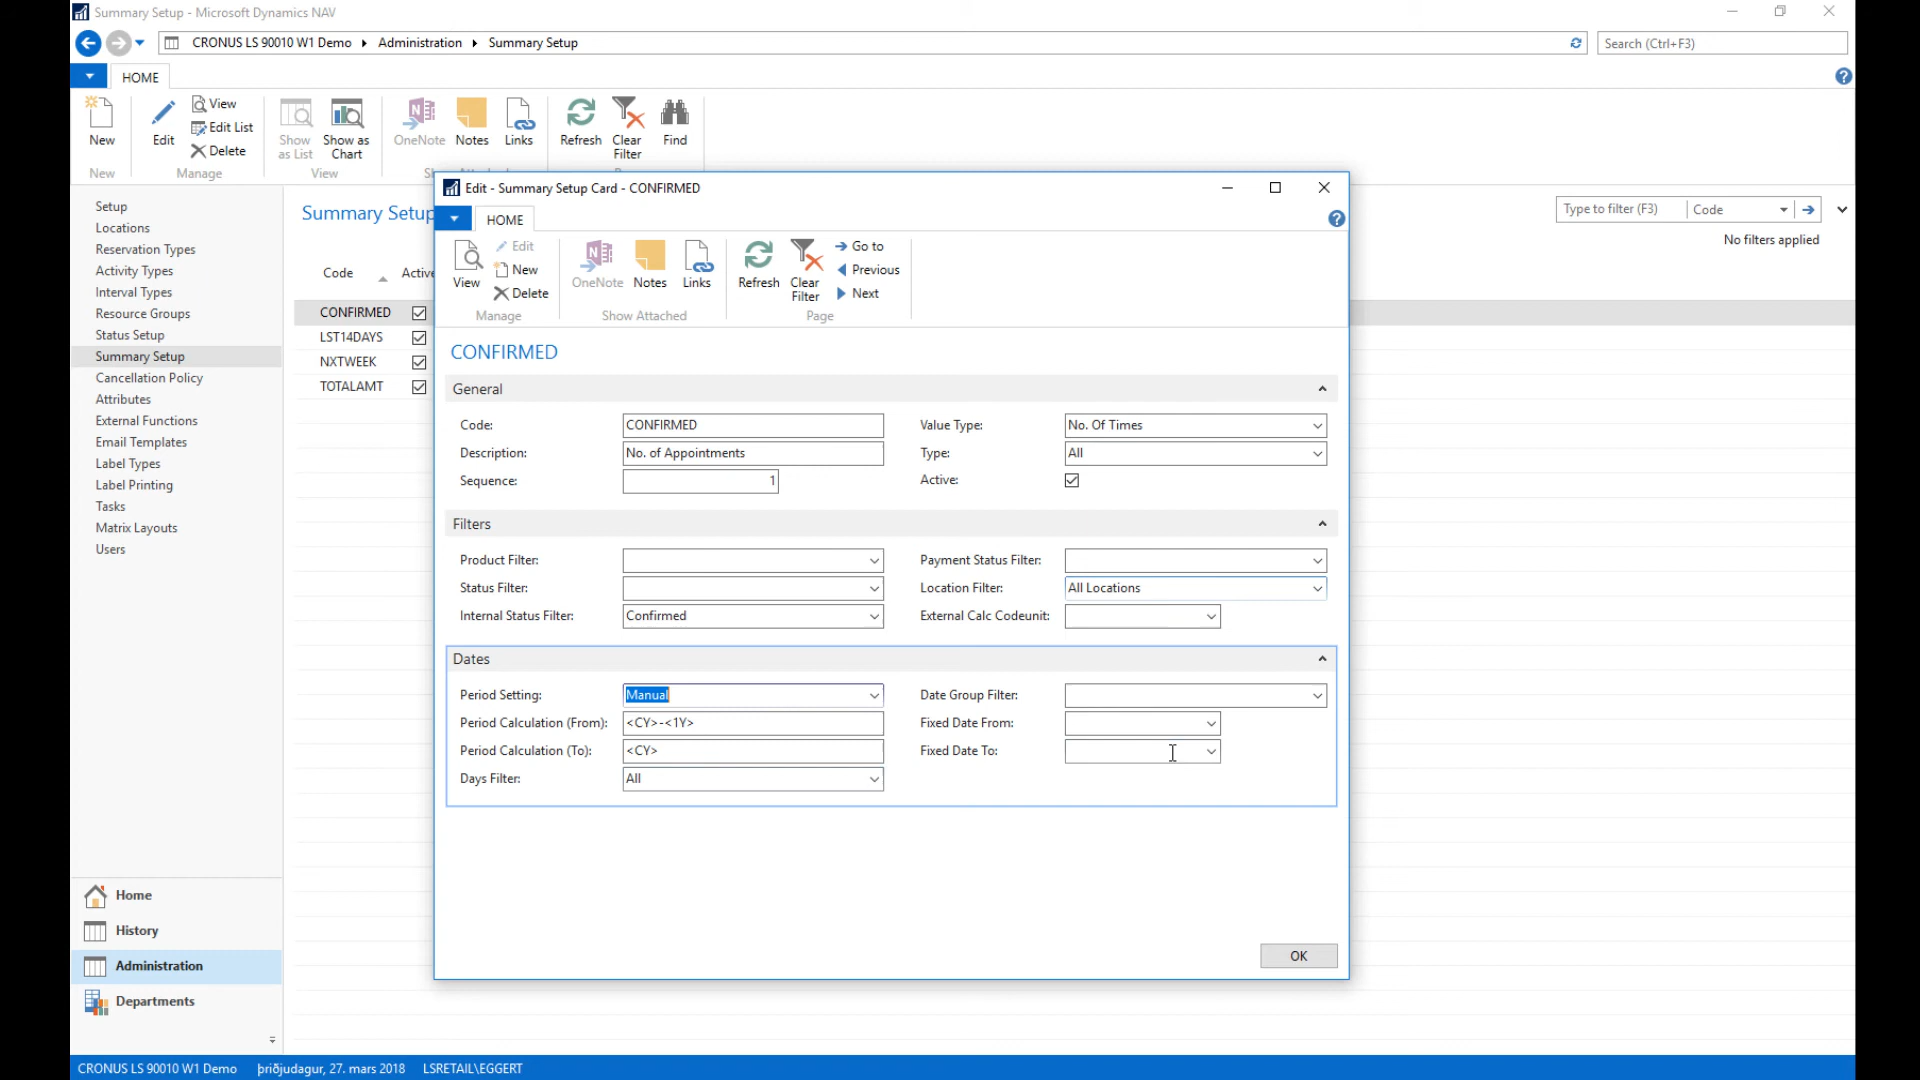 Summary Setup - Microsoft Dynamics NAV
CRONUS LS 90010 W1 Demo
Administration
Summary Setup
Search (Ctrl+F3)
HOME
New
Edit
View
Edit List
Delete
Show
as List
Show as
Chart
OneNote
Notes
Links
Refresh
Clear
Filter
Find
New
Manage
View
Setup
Locations
Reservation Types
Activity Types
Interval Types
Resource Groups
Status Setup
Summary Setup
Cancellation Policy
Attributes
External Functions
Email Templates
Label Types
Label Printing
Tasks
Matrix Layouts
Users
Home
History
Administration
Departments
Summary Setup
Type to filter (F3)
Code
No filters applied
Code
Active
CONFIRMED
LST14DAYS
NXTWEEK
TOTALAMT
Edit - Summary Setup Card - CONFIRMED
HOME
View
Edit
New
Delete
OneNote
Notes
Links
Refresh
Clear
Filter
Go to
Previous
Next
Manage
Show Attached
Page
CONFIRMED
General
Code:
CONFIRMED
Value Type:
No. Of Times
Description:
No. of Appointments
Type:
All
Sequence:
1
Active:
Filters
Product Filter:
Payment Status Filter:
Status Filter:
Location Filter:
All Locations
Internal Status Filter:
Confirmed
External Calc Codeunit:
Dates
Period Setting:
Manual
Date Group Filter:
Period Calculation (From):
<CY>-<1Y>
Fixed Date From:
Period Calculation (To):
<CY>
Fixed Date To:
Days Filter:
All
OK
CRONUS LS 90010 W1 Demo
þriðjudagur, 27. mars 2018
LSRETAIL\EGGERT